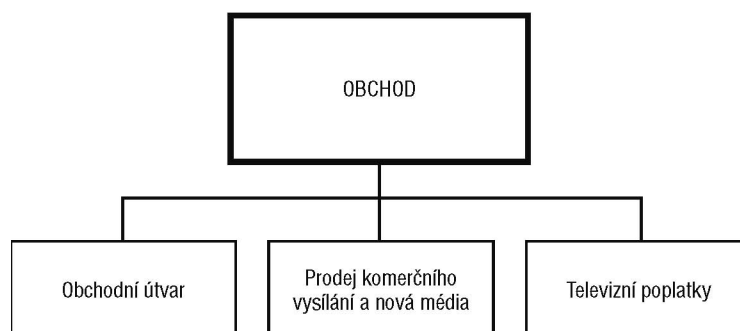 OBCHOD
Obchodní útvar
Prodej komerčního
vysílání a nová média
Televizní poplatky